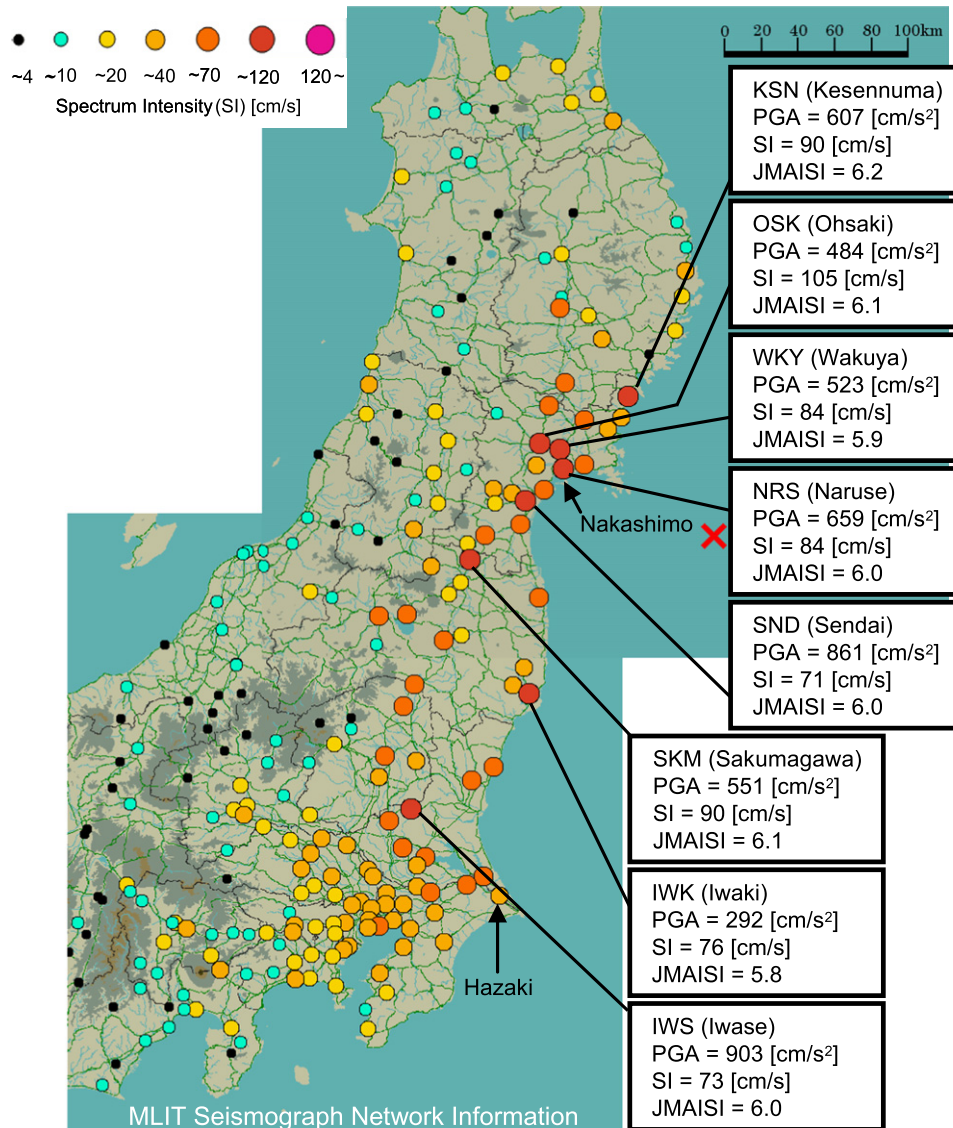 ~4 ~10 ~20 ~40 ~70 ~120 120~
Spectrum Intensity (SI) [cm/s]
0 20 40 60 80 100km
KSN (Kesennuma)
PGA = 607 [cm/s²]
SI = 90 [cm/s]
JMAISI = 6.2
OSK (Ohsaki)
PGA = 484 [cm/s²]
SI = 105 [cm/s]
JMAISI = 6.1
WKY (Wakuya)
PGA = 523 [cm/s²]
SI = 84 [cm/s]
JMAISI = 5.9
NRS (Naruse)
PGA = 659 [cm/s²]
SI = 84 [cm/s]
JMAISI = 6.0
Nakashimo
SND (Sendai)
PGA = 861 [cm/s²]
SI = 71 [cm/s]
JMAISI = 6.0
SKM (Sakumagawa)
PGA = 551 [cm/s²]
SI = 90 [cm/s]
JMAISI = 6.1
IWK (Iwaki)
PGA = 292 [cm/s²]
SI = 76 [cm/s]
JMAISI = 5.8
Hazaki
IWS (Iwase)
PGA = 903 [cm/s²]
SI = 73 [cm/s]
JMAISI = 6.0
MLIT Seismograph Network Information